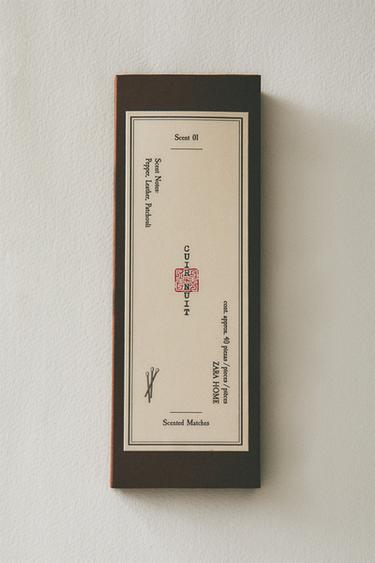 Scent 01
Scent Notes:
Pepper, Leather, Patchouli
CUIR NUIT
cont. approx. 40 piezas / pieces / pièces
ZARA HOME
Scented Matches